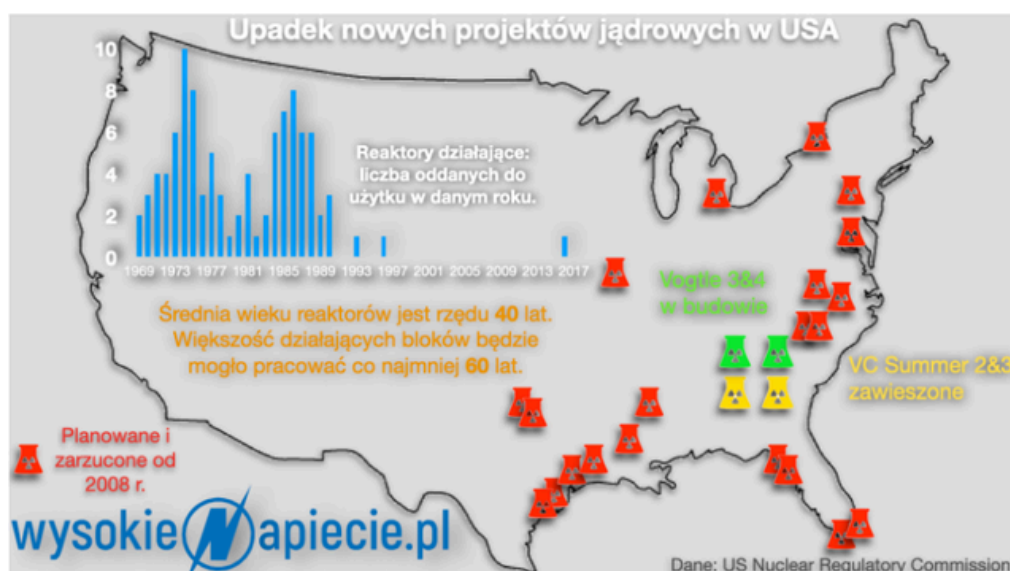 Upadek nowych projektów jądrowych w USA
10
8
6
4
2
0
1969 1973 1977 1981 1985 1989 1993 1997 2001 2005 2009 2013 2017
Reaktory działające:
liczba oddanych do
użytku w danym roku.
Średnia wieku reaktorów jest rzędu 40 lat.
Większość działających bloków będzie
mogło pracować co najmniej 60 lat.
Vogtle 3&4
w budowie
VC Summer 2&3
zawieszone
Planowane i
zarzucone od
2008 r.
wysokieNapiecie.pl
Dane: US Nuclear Regulatory Commission